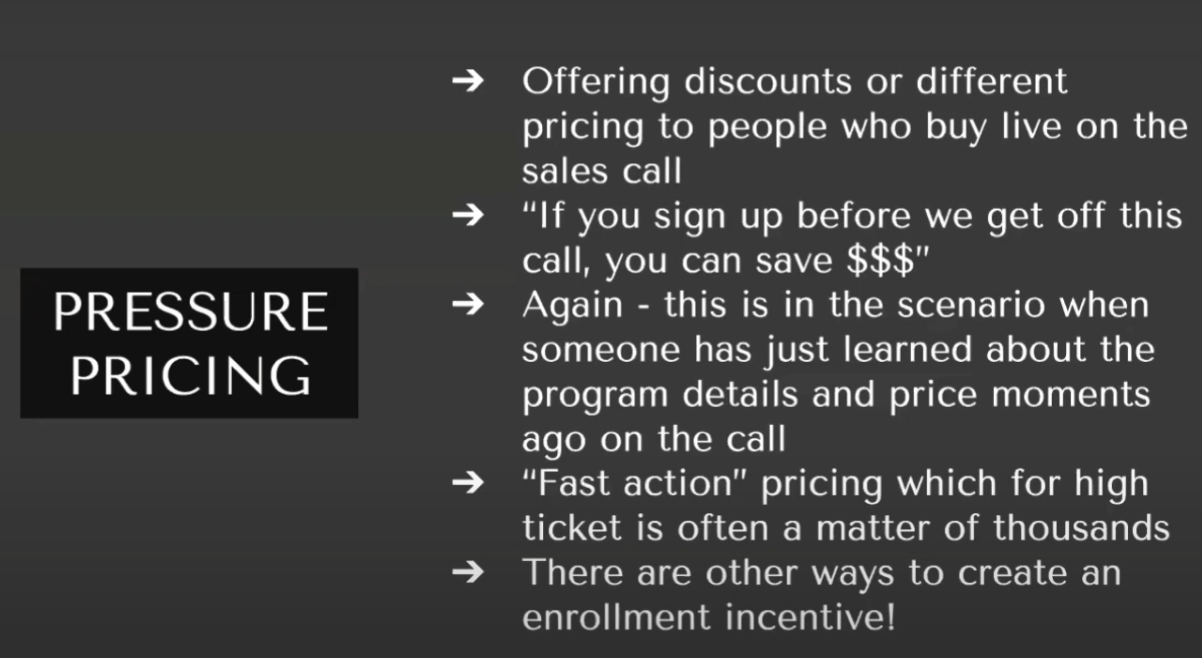 PRESSURE
PRICING
➔ Offering discounts or different
pricing to people who buy live on the
sales call
➔ “If you sign up before we get off this
call, you can save $$$”
➔ Again - this is in the scenario when
someone has just learned about the
program details and price moments
ago on the call
➔ “Fast action” pricing which for high
ticket is often a matter of thousands
➔ There are other ways to create an
enrollment incentive!